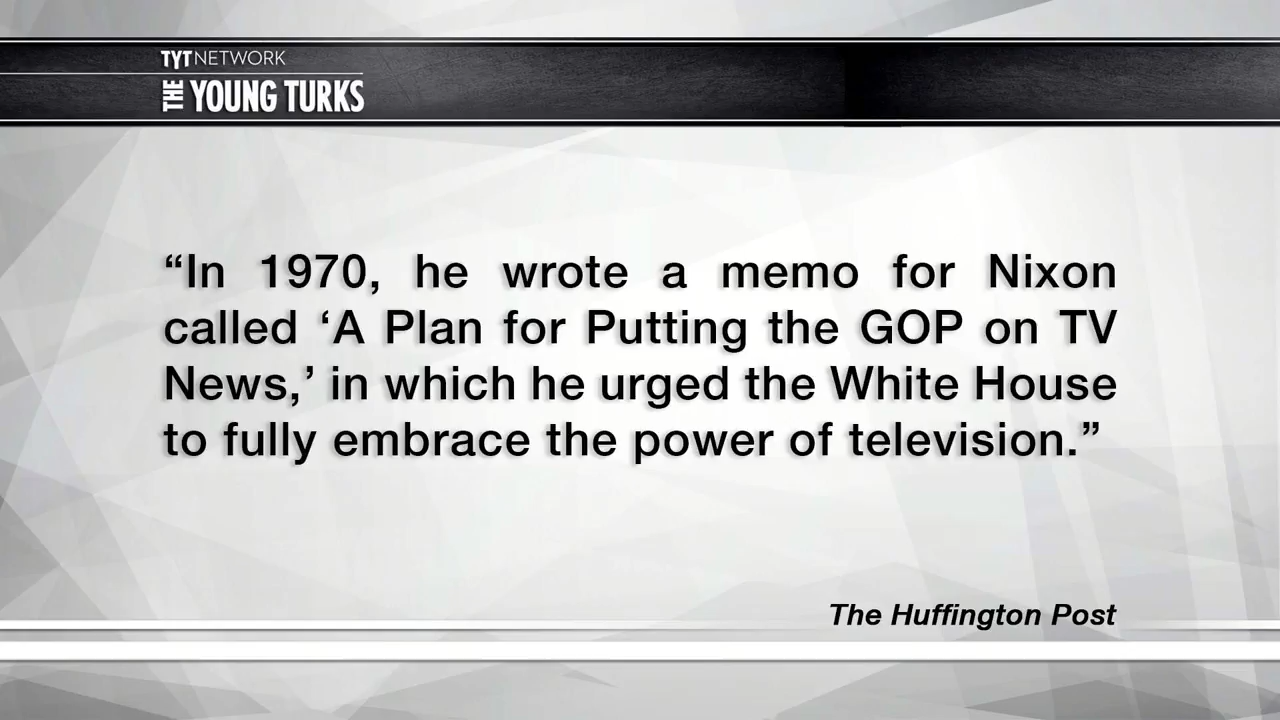 TYT NETWORK
THE YOUNG TURKS
“In 1970, he wrote a memo for Nixon
called ‘A Plan for Putting the GOP on TV
News,’ in which he urged the White House
to fully embrace the power of television.”
The Huffington Post